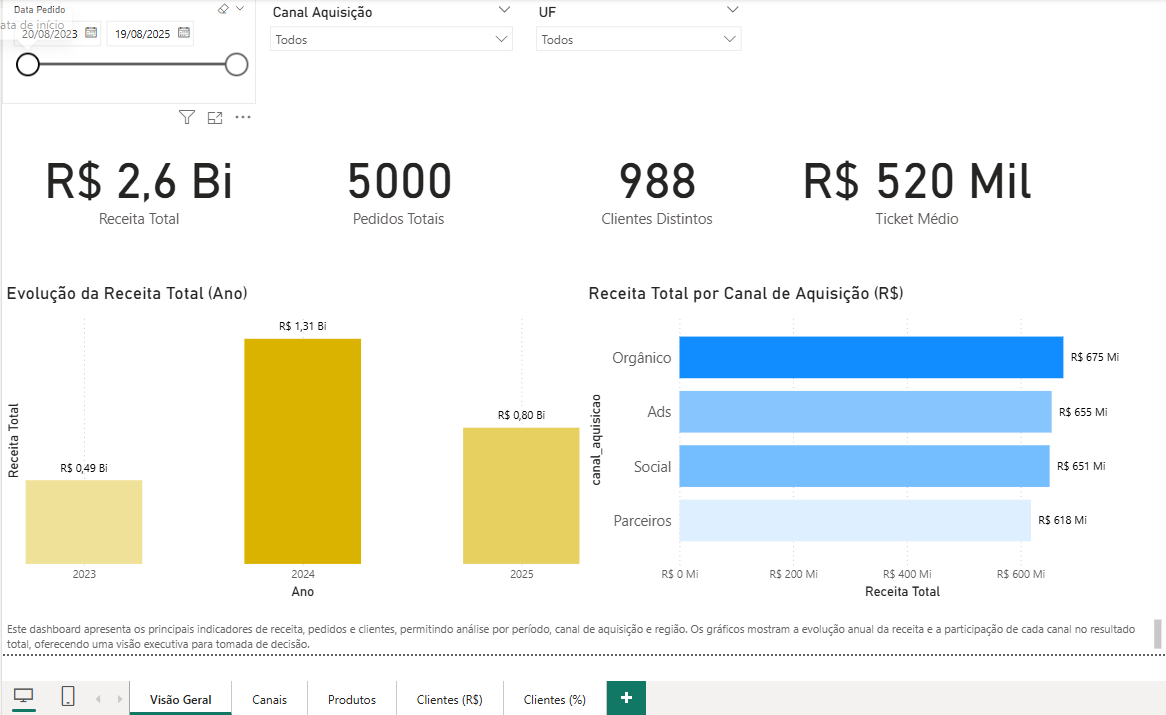 Data Pedido
ata de início
20/08/2023
19/08/2025
Canal Aquisição
Todos
UF
Todos
R$ 2,6 Bi
Receita Total
5000
Pedidos Totais
988
Clientes Distintos
R$ 520 Mil
Ticket Médio
Evolução da Receita Total (Ano)
Receita Total
R$ 0,49 Bi
R$ 1,31 Bi
R$ 0,80 Bi
2023
2024
2025
Ano
Receita Total por Canal de Aquisição (R$)
canal_aquisicao
Orgânico
R$ 675 Mi
Ads
R$ 655 Mi
Social
R$ 651 Mi
Parceiros
R$ 618 Mi
R$ 0 Mi
R$ 200 Mi
R$ 400 Mi
R$ 600 Mi
Receita Total
Este dashboard apresenta os principais indicadores de receita, pedidos e clientes, permitindo análise por período, canal de aquisição e região. Os gráficos mostram a evolução anual da receita e a participação de cada canal no resultado
total, oferecendo uma visão executiva para tomada de decisão.
Visão Geral
Canais
Produtos
Clientes (R$)
Clientes (%)